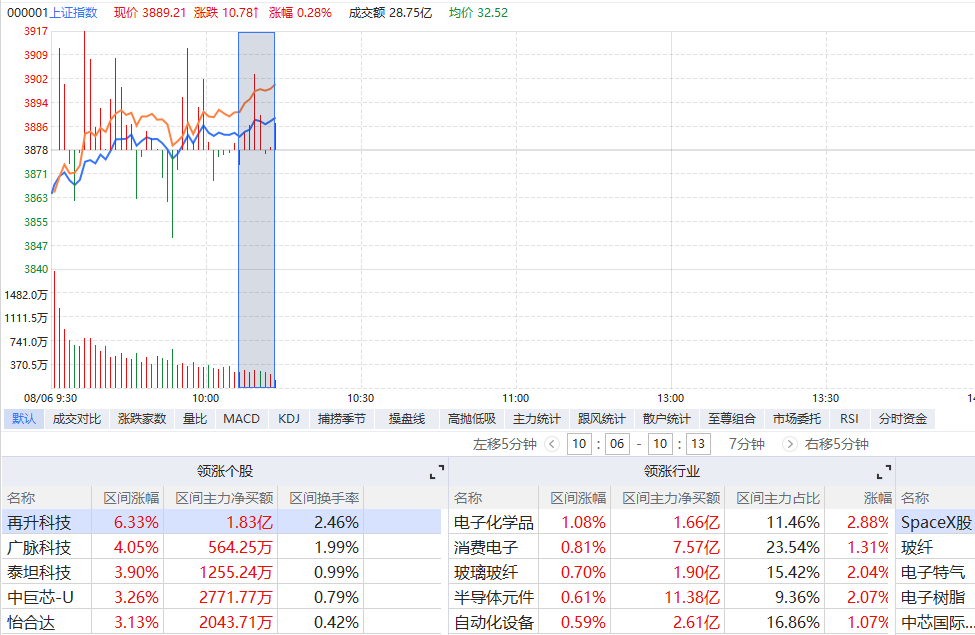 000001上证指数 现价 3889.21 涨跌 10.78↑ 涨幅 0.28% 成交额 28.75亿 均价 32.52
3917
3909
3902
3894
3886
3878
3871
3863
3855
3847
3840
1482.0万
1111.5万
741.0万
370.5万
08/06 9:30 10:00 10:30 11:00 13:00 13:30 14
默认 成交对比 涨跌家数 量比 MACD KDJ 捕捞季节 操盘线 高抛低吸 主力统计 跟风统计 散户统计 至尊组合 市场委托 RSI 分时资金
左移5分钟 10 : 06 - 10 : 13 7分钟 右移5分钟
领涨个股 领涨行业
名称 区间涨幅 区间主力净买额 区间换手率 名称 区间涨幅 区间主力净买额 区间主力占比 涨幅 名称
再升科技 6.33% 1.83亿 2.46% 电子化学品 1.08% 1.66亿 11.46% 2.88% SpaceX股
广脉科技 4.05% 564.25万 1.99% 消费电子 0.81% 7.57亿 23.54% 1.31% 玻纤
泰坦科技 3.90% 1255.24万 0.99% 玻璃玻纤 0.70% 1.90亿 15.42% 2.04% 电子特气
中巨芯-U 3.26% 2771.77万 0.79% 半导体元件 0.61% 11.38亿 9.36% 2.07% 电子树脂
怡合达 3.13% 2043.71万 0.42% 自动化设备 0.59% 2.61亿 16.86% 1.07% 中芯国际...